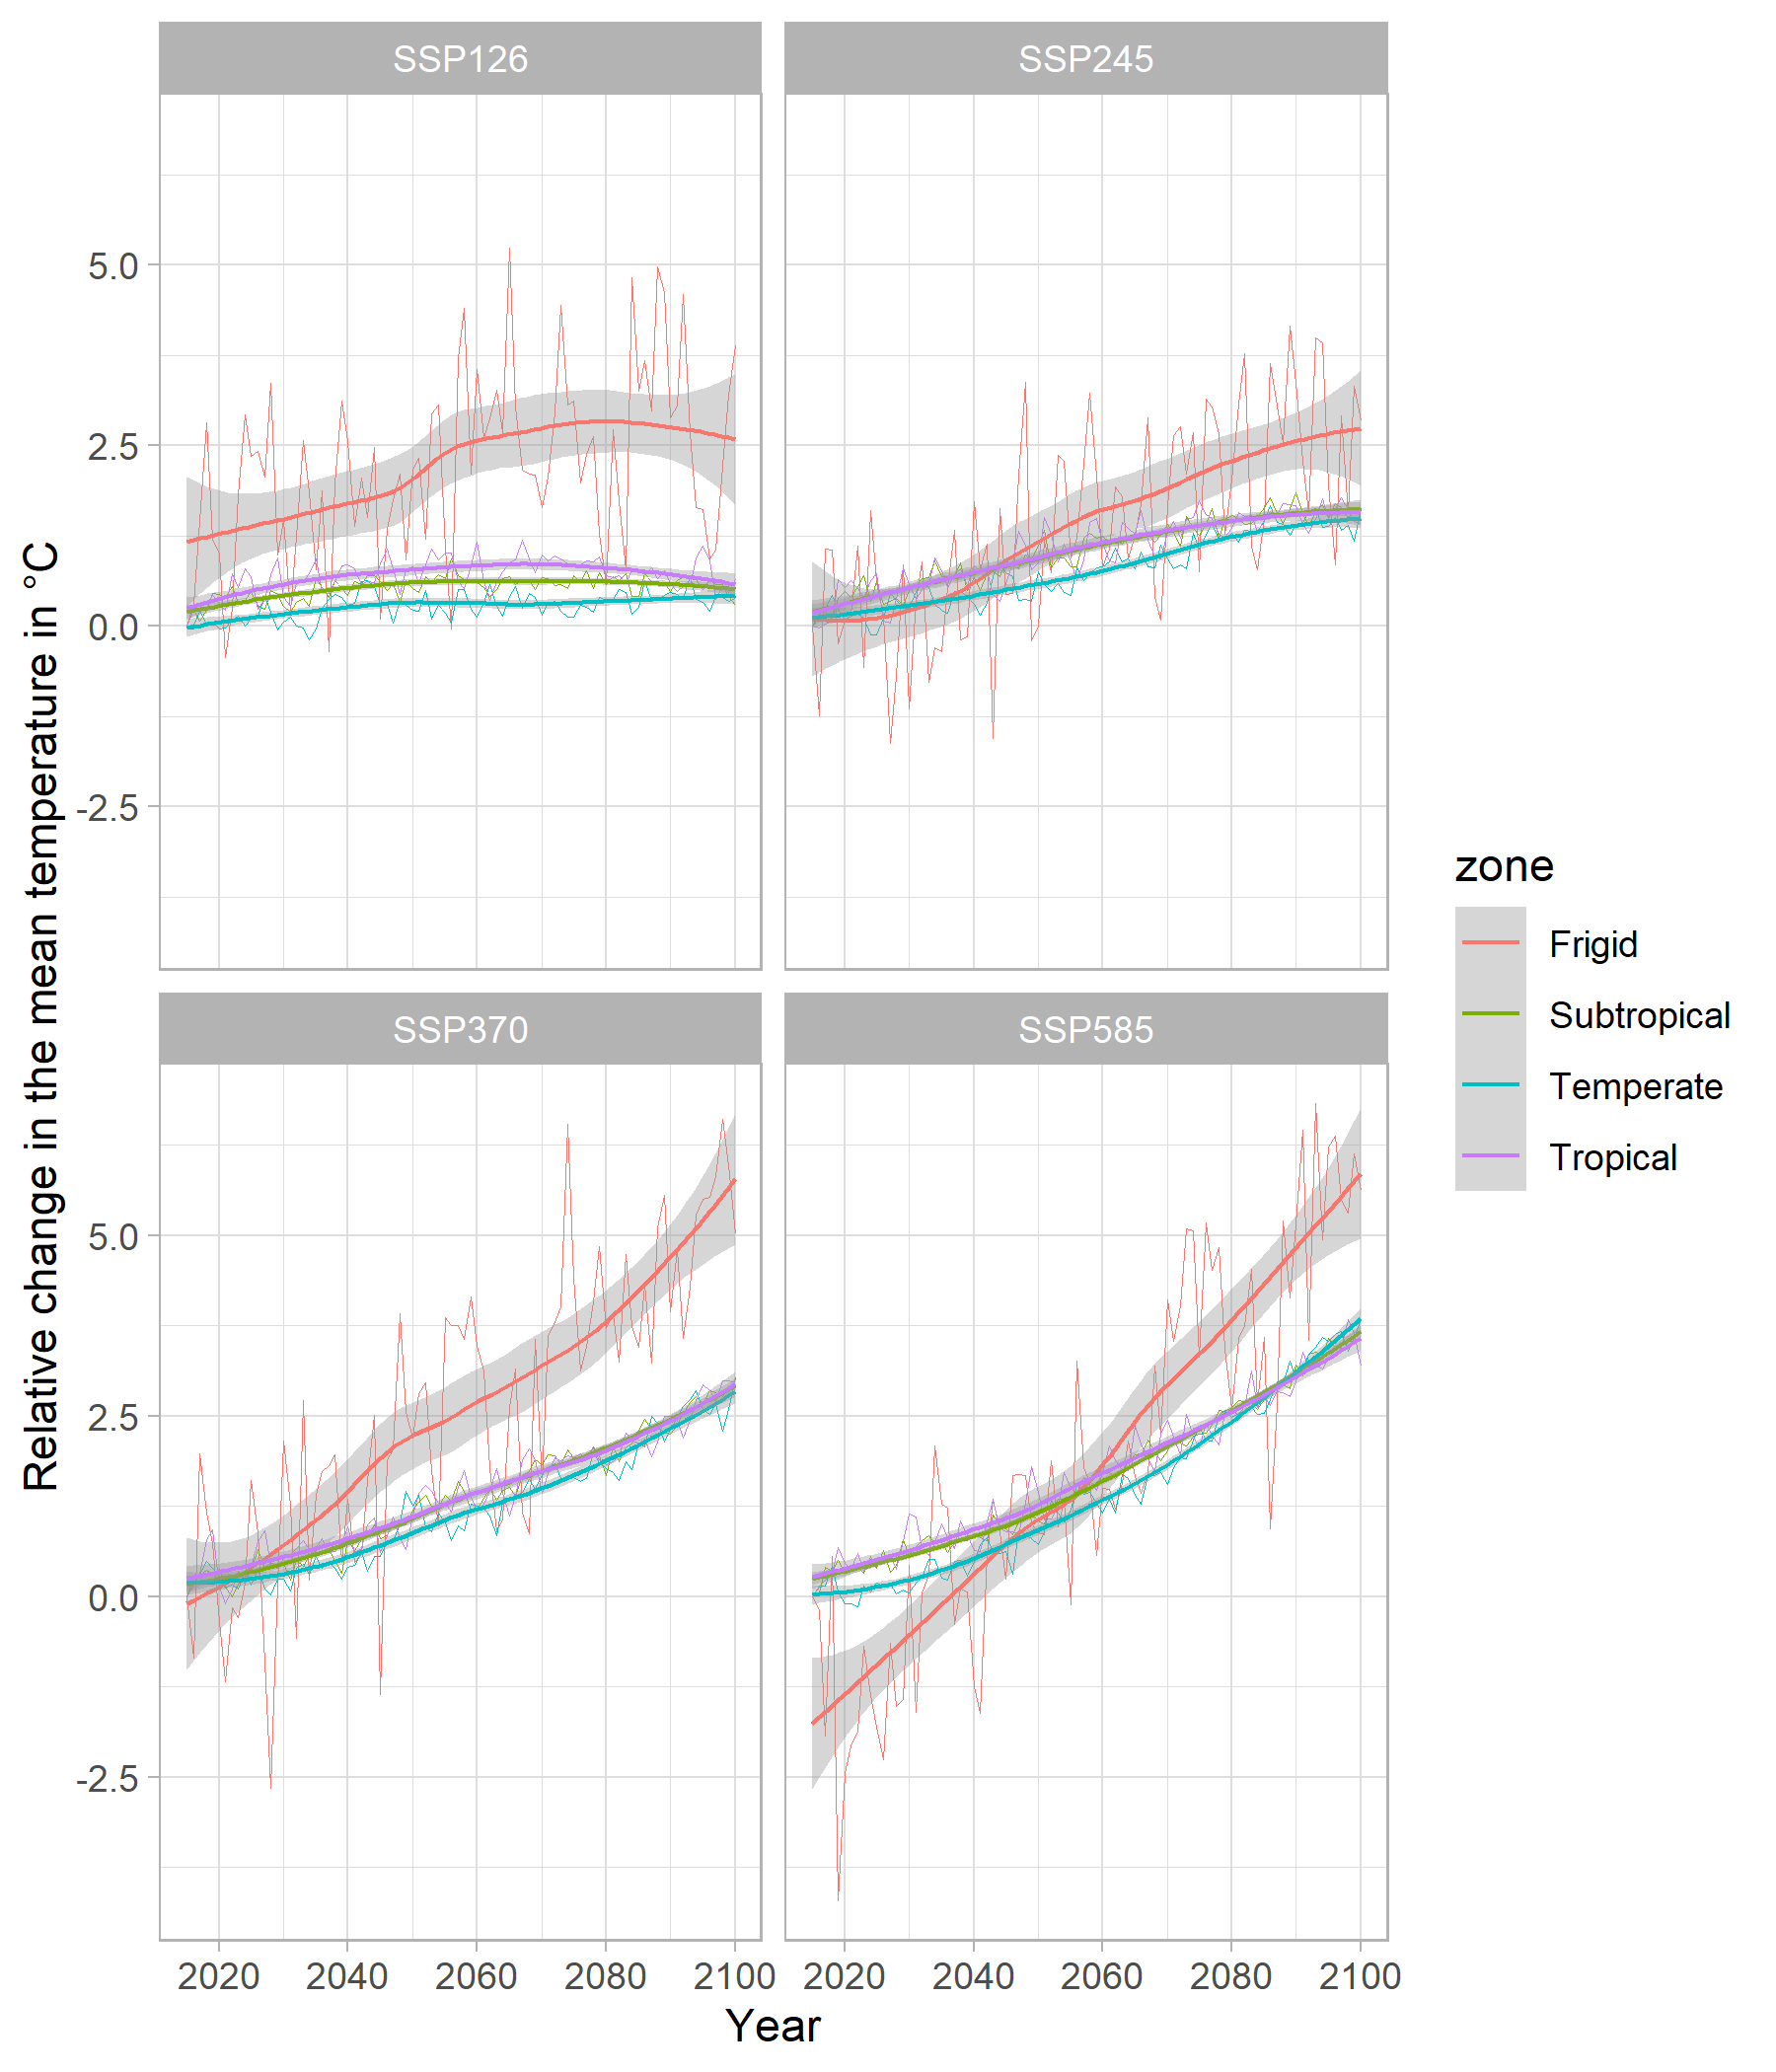 SSP126
SSP245
5.0
2.5
0.0
-2.5
SSP370
SSP585
5.0
2.5
0.0
-2.5
2020 2040 2060 2080 2100 2020 2040 2060 2080 2100
Year
Relative change in the mean temperature in °C
zone
Frigid
Subtropical
Temperate
Tropical